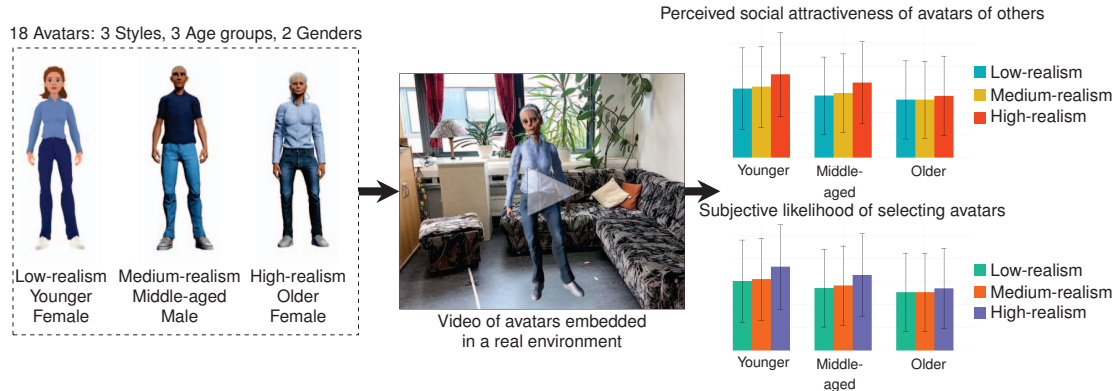 18 Avatars: 3 Styles, 3 Age groups, 2 Genders
Low-realism
Younger
Female
Medium-realism
Middle-aged
Male
High-realism
Older
Female
Video of avatars embedded
in a real environment
Perceived social attractiveness of avatars of others
Low-realism
Medium-realism
High-realism
Younger
Middle-
aged
Older
Subjective likelihood of selecting avatars
Low-realism
Medium-realism
High-realism
Younger
Middle-
aged
Older